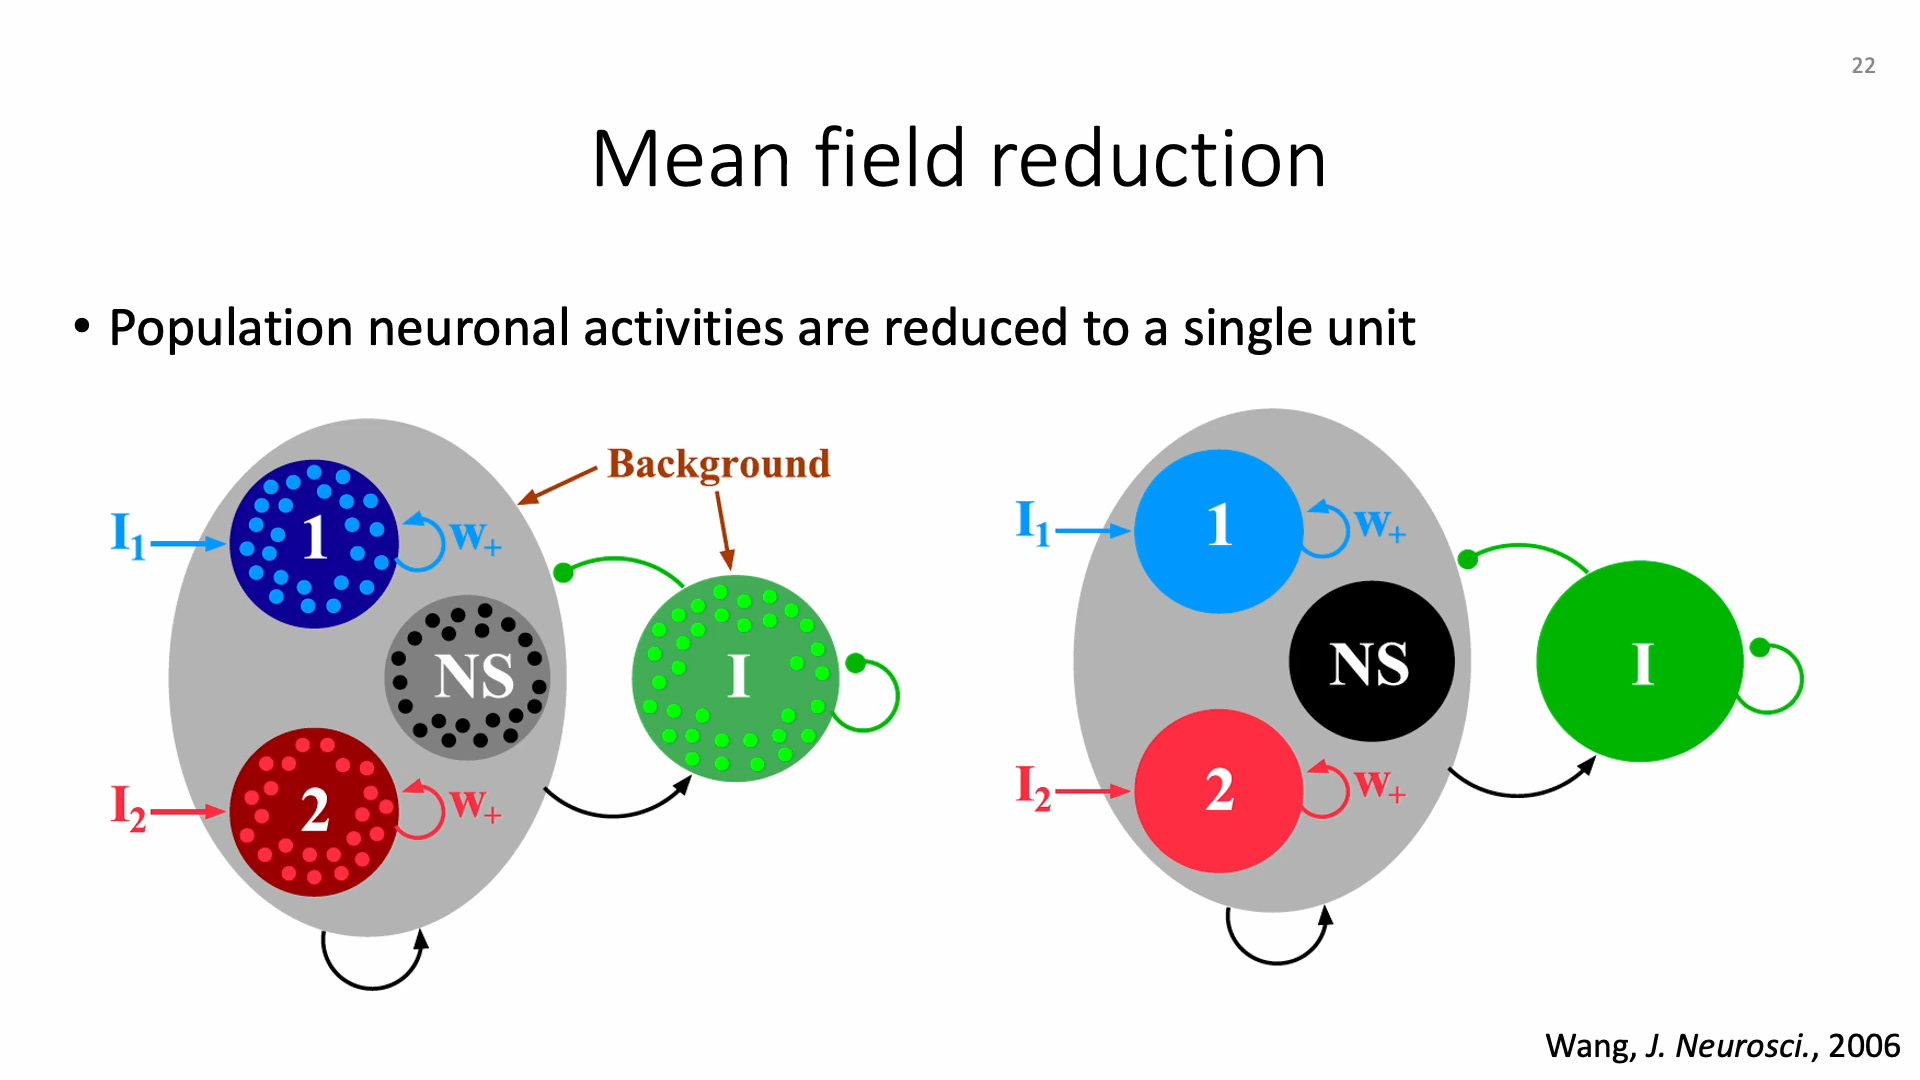 22
Mean field reduction
• Population neuronal activities are reduced to a single unit
Background
I₁
1
w₊
NS
I
I₂
2
w₊
I₁
1
w₊
NS
I
I₂
2
w₊
Wang, J. Neurosci., 2006